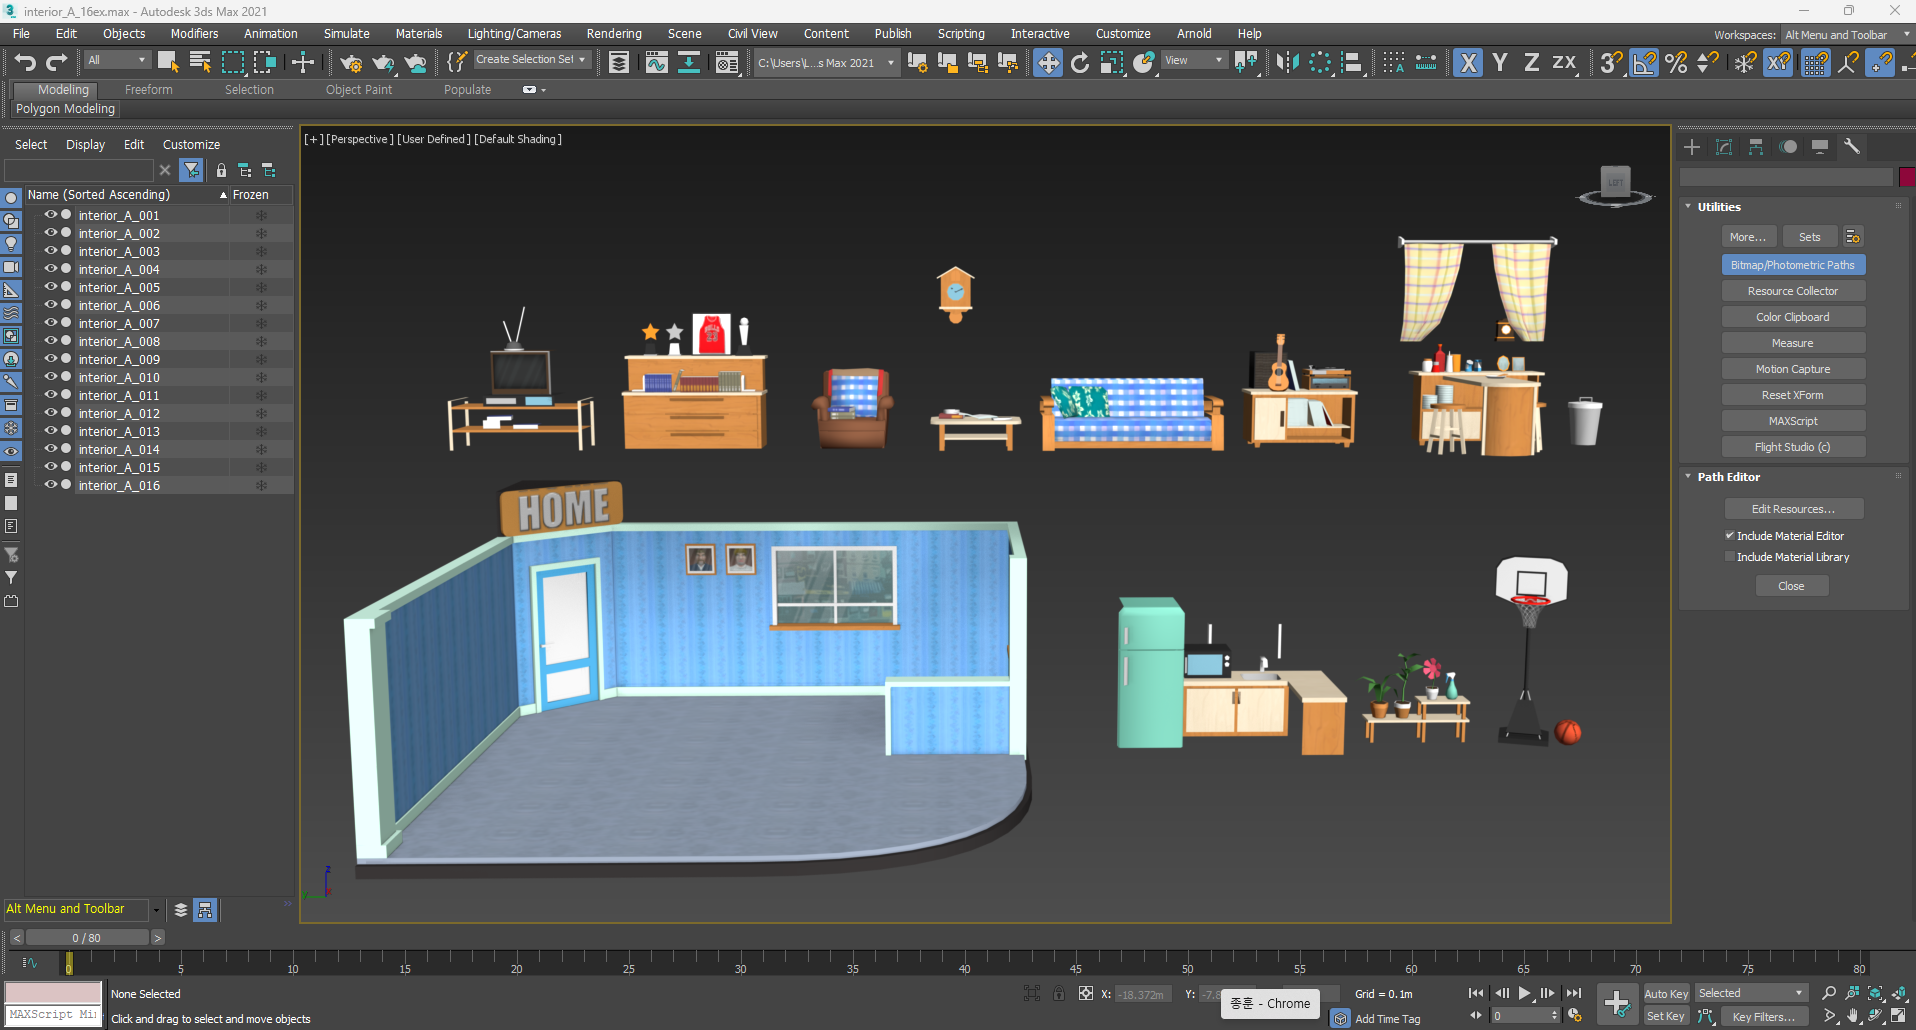 interior_A_16ex.max - Autodesk 3ds Max 2021
File Edit Objects Modifiers Animation Simulate Materials Lighting/Cameras Rendering Scene Civil View Content Publish Scripting Interactive Customize Arnold Help
Workspaces: Alt Menu and Toolbar
All
Create Selection Set
C:\Users\L...s Max 2021
View
X Y Z ZX
Modeling Freeform Selection Object Paint Populate
Polygon Modeling
Select Display Edit Customize
Name (Sorted Ascending) Frozen
interior_A_001
interior_A_002
interior_A_003
interior_A_004
interior_A_005
interior_A_006
interior_A_007
interior_A_008
interior_A_009
interior_A_010
interior_A_011
interior_A_012
interior_A_013
interior_A_014
interior_A_015
interior_A_016
[+] [Perspective] [User Defined] [Default Shading]
LEFT
HOME
Utilities
More... Sets
Bitmap/Photometric Paths
Resource Collector
Color Clipboard
Measure
Motion Capture
Reset XForm
MAXScript
Flight Studio (c)
Path Editor
Edit Resources...
Include Material Editor
Include Material Library
Close
Alt Menu and Toolbar
0 / 80
0 5 10 15 20 25 30 35 40 45 50 55 60 65 70 75 80
None Selected
X: -18.372m Y: Grid = 0.1m
Auto Key Selected
종훈 - Chrome
MAXScript Mi
Click and drag to select and move objects
Add Time Tag
0
Set Key Key Filters...